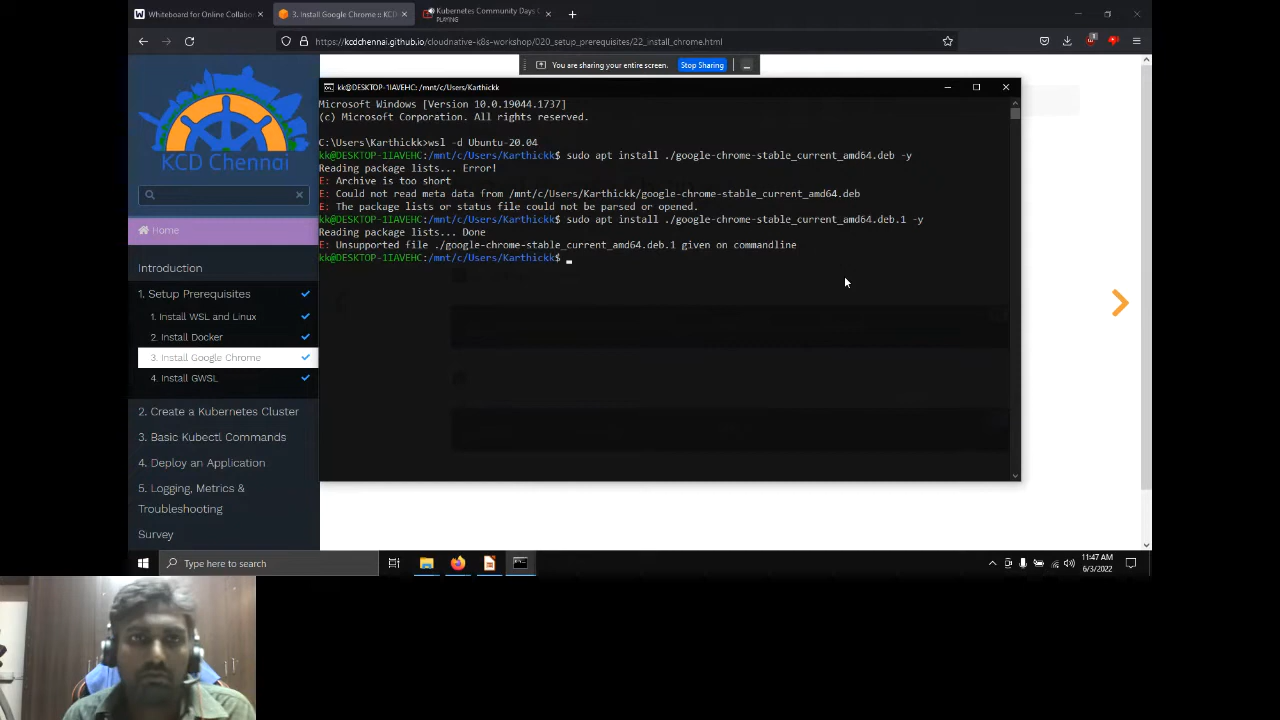 Whiteboard for Online Collabo
3. Install Google Chrome :: KCD
Kubernetes Community Days
PLAYING
https://kcdchennai.github.io/cloudnative-k8s-workshop/020_setup_prerequisites/22_install_chrome.html
You are sharing your entire screen.
Stop Sharing
kk@DESKTOP-1IAVEHC: /mnt/c/Users/Karthickk
Microsoft Windows [Version 10.0.19044.1737]
(c) Microsoft Corporation. All rights reserved.
C:\Users\Karthickk>wsl -d Ubuntu-20.04
kk@DESKTOP-1IAVEHC:/mnt/c/Users/Karthickk$ sudo apt install ./google-chrome-stable_current_amd64.deb -y
Reading package lists... Error!
E: Archive is too short
E: Could not read meta data from /mnt/c/Users/Karthickk/google-chrome-stable_current_amd64.deb
E: The package lists or status file could not be parsed or opened.
kk@DESKTOP-1IAVEHC:/mnt/c/Users/Karthickk$ sudo apt install ./google-chrome-stable_current_amd64.deb.1 -y
Reading package lists... Done
E: Unsupported file ./google-chrome-stable_current_amd64.deb.1 given on commandline
kk@DESKTOP-1IAVEHC:/mnt/c/Users/Karthickk$
KCD Chennai
Home
Introduction
1. Setup Prerequisites
1. Install WSL and Linux
2. Install Docker
3. Install Google Chrome
4. Install GWSL
2. Create a Kubernetes Cluster
3. Basic Kubectl Commands
4. Deploy an Application
5. Logging, Metrics &
Troubleshooting
Survey
Type here to search
11:47 AM
6/3/2022